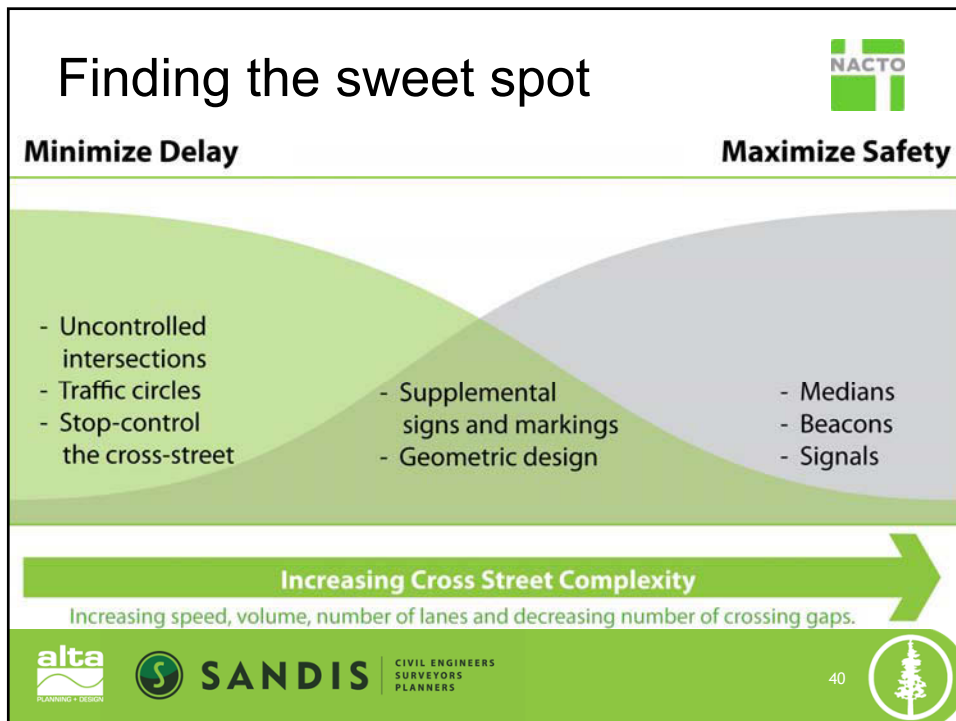 Finding the sweet spot
NACTO
Minimize Delay
Maximize Safety
- Uncontrolled
intersections
- Traffic circles
- Stop-control
the cross-street
- Supplemental
signs and markings
- Geometric design
- Medians
- Beacons
- Signals
Increasing Cross Street Complexity
Increasing speed, volume, number of lanes and decreasing number of crossing gaps.
alta
PLANNING + DESIGN
S
SANDIS
CIVIL ENGINEERS
SURVEYORS
PLANNERS
40